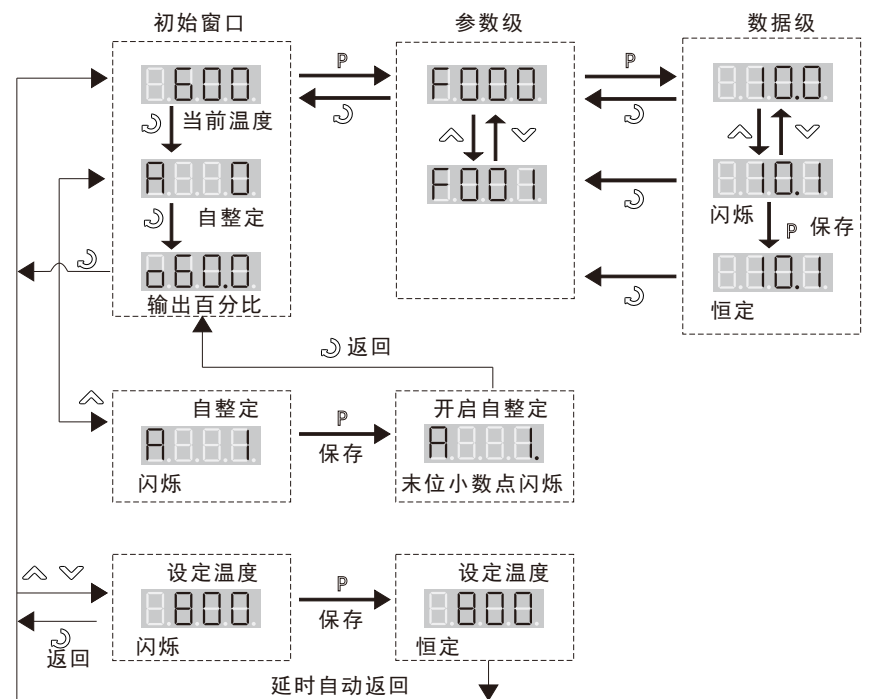 初始窗口
参数级
数据级
600
当前温度
A 0
自整定
o60.0
输出百分比
P
F000
F001
P
10.0
10.1
闪烁
P 保存
10.1
恒定
返回
自整定
A 1
闪烁
P
保存
开启自整定
A 1.
末位小数点闪烁
设定温度
800
闪烁
P
保存
设定温度
800
恒定
返回
延时自动返回